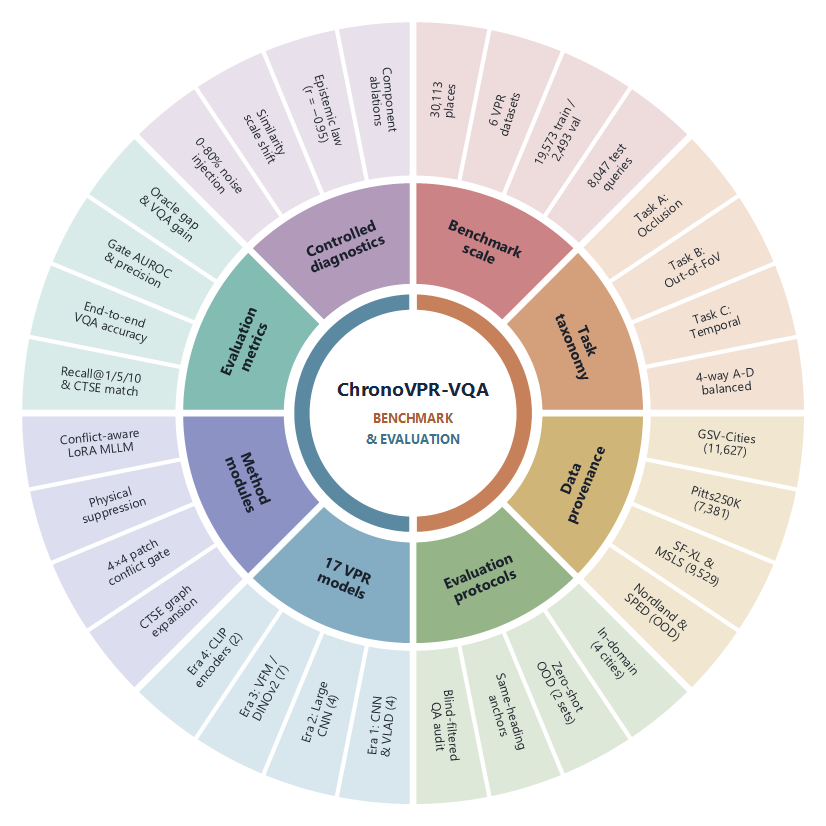 ChronoVPR-VQA
BENCHMARK
& EVALUATION
Benchmark
scale
30,113
places
6 VPR
datasets
19,573 train /
2,493 val
8,047 test
queries
Task
taxonomy
Task A:
Occlusion
Task B:
Out-of-FoV
Task C:
Temporal
4-way A-D
balanced
Data
provenance
GSV-Cities
(11,627)
Pitts250K
(7,381)
SF-XL &
MSLS (9,529)
Nordland &
SPED (OOD)
Evaluation
protocols
In-domain
(4 cities)
Zero-shot
OOD (2 sets)
Same-heading
anchors
Blind-filtered
QA audit
17 VPR
models
Era 1: CNN
& VLAD (4)
Era 2: Large
CNN (4)
Era 3: VFM /
DINOv2 (7)
Era 4: CLIP
encoders (2)
Method
modules
CTSE graph
expansion
4×4 patch
conflict gate
Physical
suppression
Conflict-aware
LoRA MLLM
Evaluation
metrics
Recall@1/5/10
& CTSE match
End-to-end
VQA accuracy
Gate AUROC
& precision
Oracle gap
& VQA gain
Controlled
diagnostics
0-80% noise
injection
Similarity
scale shift
Epistemic law
(r = −0.95)
Component
ablations